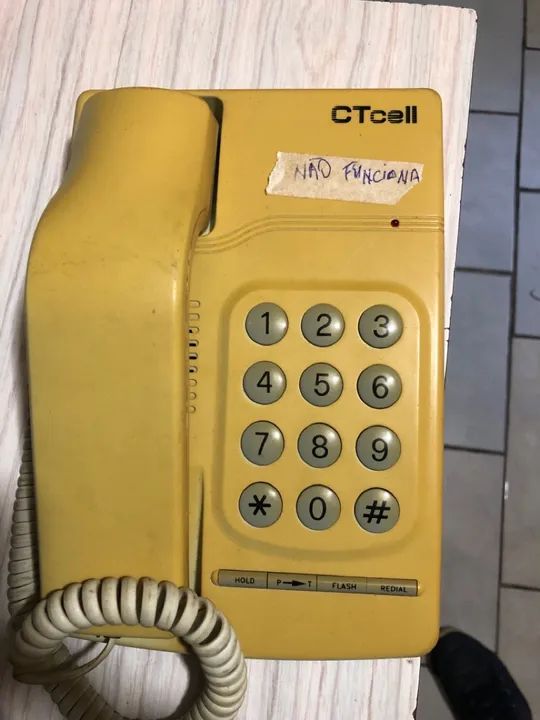 CTcell
NÃO FUNCIONA
1 2 3
4 5 6
7 8 9
* 0 #
HOLD P→T FLASH REDIAL